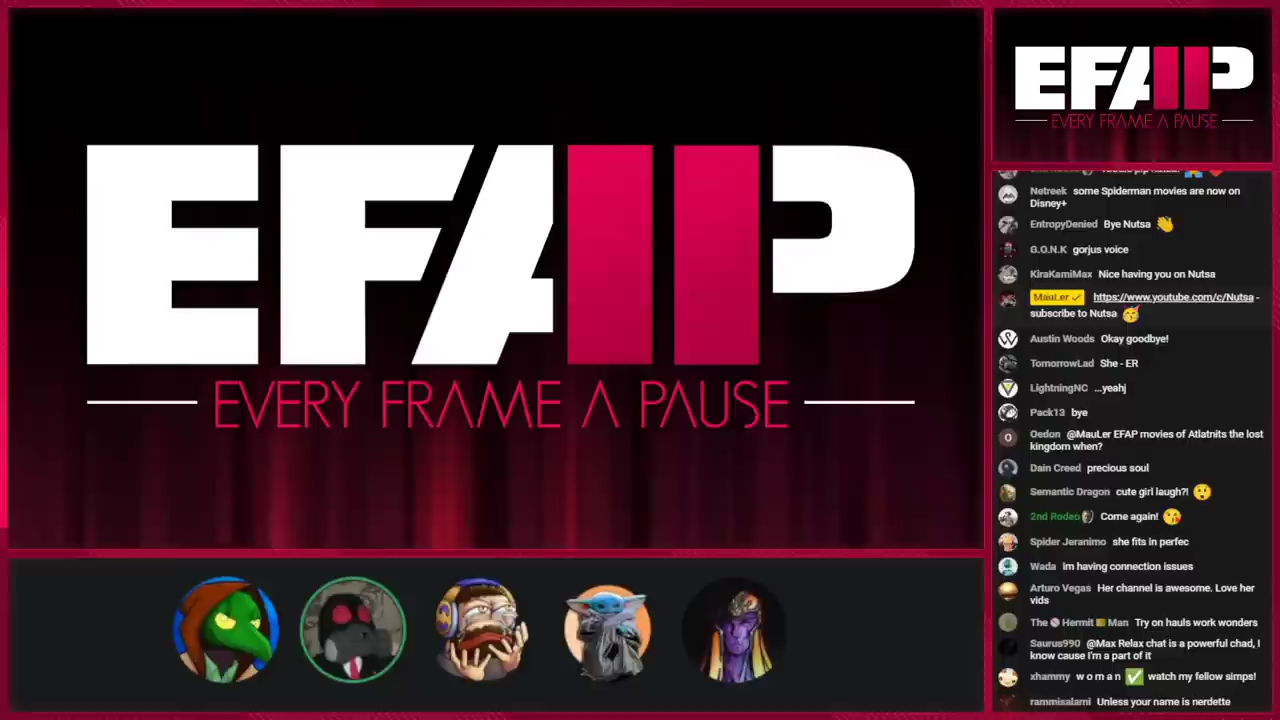 EFAP
EVERY FRAME A PAUSE
EFAP
EVERY FRAME A PAUSE
Netreek some Spiderman movies are now on
Disney+
EntropyDenied Bye Nutsa
G.O.N.K gorjus voice
KiraKamiMax Nice having you on Nutsa
MauLer https://www.youtube.com/c/Nutsa -
subscribe to Nutsa
Austin Woods Okay goodbye!
TomorrowLad She - ER
LightningNC ...yeahj
Pack13 bye
Oedon @MauLer EFAP movies of Atlatnits the lost
kingdom when?
Dain Creed precious soul
Semantic Dragon cute girl laugh?!
2nd Rodeo Come again!
Spider Jeranimo she fits in perfec
Wada im having connection issues
Arturo Vegas Her channel is awesome. Love her
vids
The Hermit Man Try on hauls work wonders
Saurus990 @Max Relax chat is a powerful chad, I
know cause I'm a part of it
xhammy w o m a n watch my fellow simps!
rammisalami Unless your name is nerdette